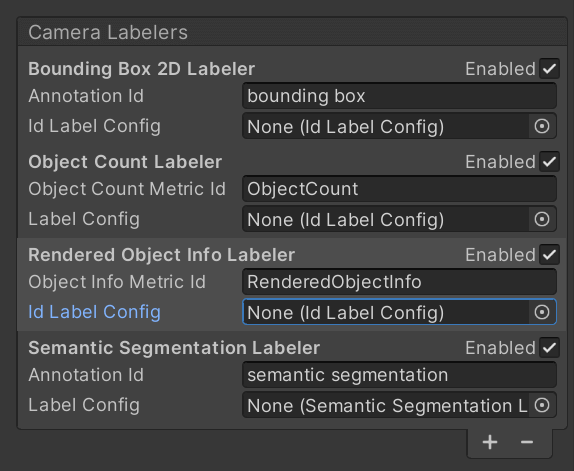 Camera Labelers
Bounding Box 2D Labeler Enabled
Annotation Id bounding box
Id Label Config None (Id Label Config)
Object Count Labeler Enabled
Object Count Metric Id ObjectCount
Label Config None (Id Label Config)
Rendered Object Info Labeler Enabled
Object Info Metric Id RenderedObjectInfo
Id Label Config None (Id Label Config)
Semantic Segmentation Labeler Enabled
Annotation Id semantic segmentation
Label Config None (Semantic Segmentation L
+ −